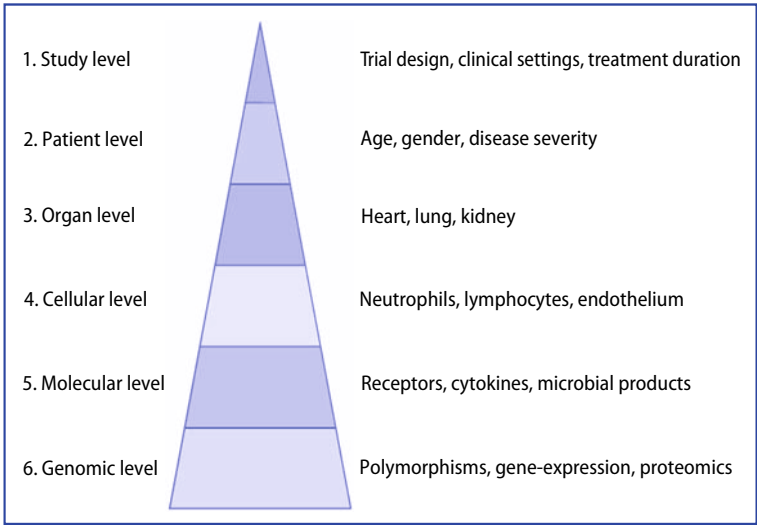 1. Study level Trial design, clinical settings, treatment duration
2. Patient level Age, gender, disease severity
3. Organ level Heart, lung, kidney
4. Cellular level Neutrophils, lymphocytes, endothelium
5. Molecular level Receptors, cytokines, microbial products
6. Genomic level Polymorphisms, gene-expression, proteomics